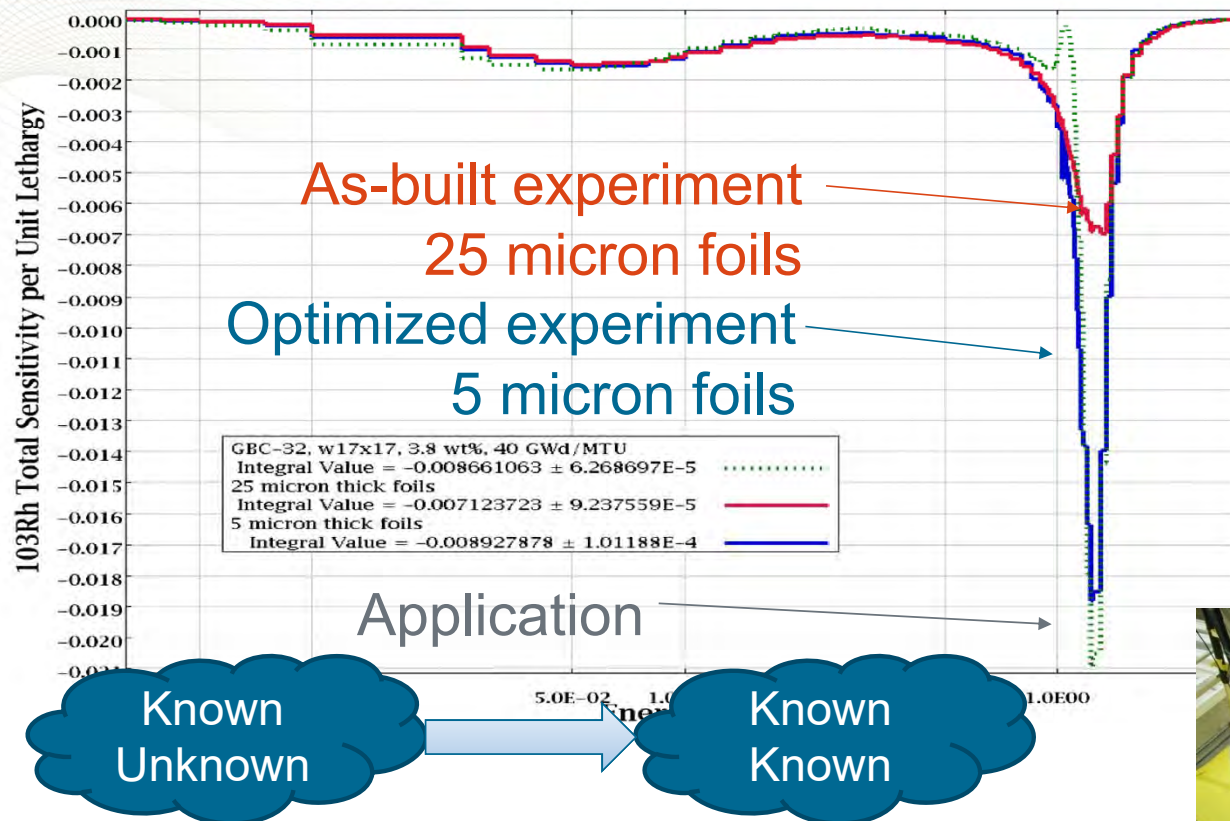 0.000
-0.001
-0.002
-0.003
-0.004
-0.005
-0.006
-0.007
-0.008
-0.009
-0.010
-0.011
-0.012
-0.013
-0.014
-0.015
-0.016
-0.017
-0.018
-0.019
-0.020
103Rh Total Sensitivity per Unit Lethargy
As-built experiment
25 micron foils
Optimized experiment
5 micron foils
GBC-32, w17x17, 3.8 wt%, 40 GWd/MTU
Integral Value = -0.008661063 ± 6.268697E-5
25 micron thick foils
Integral Value = -0.007123723 ± 9.237559E-5
5 micron thick foils
Integral Value = -0.008927878 ± 1.01188E-4
Application
5.0E-02
Known
Unknown
Known
Known